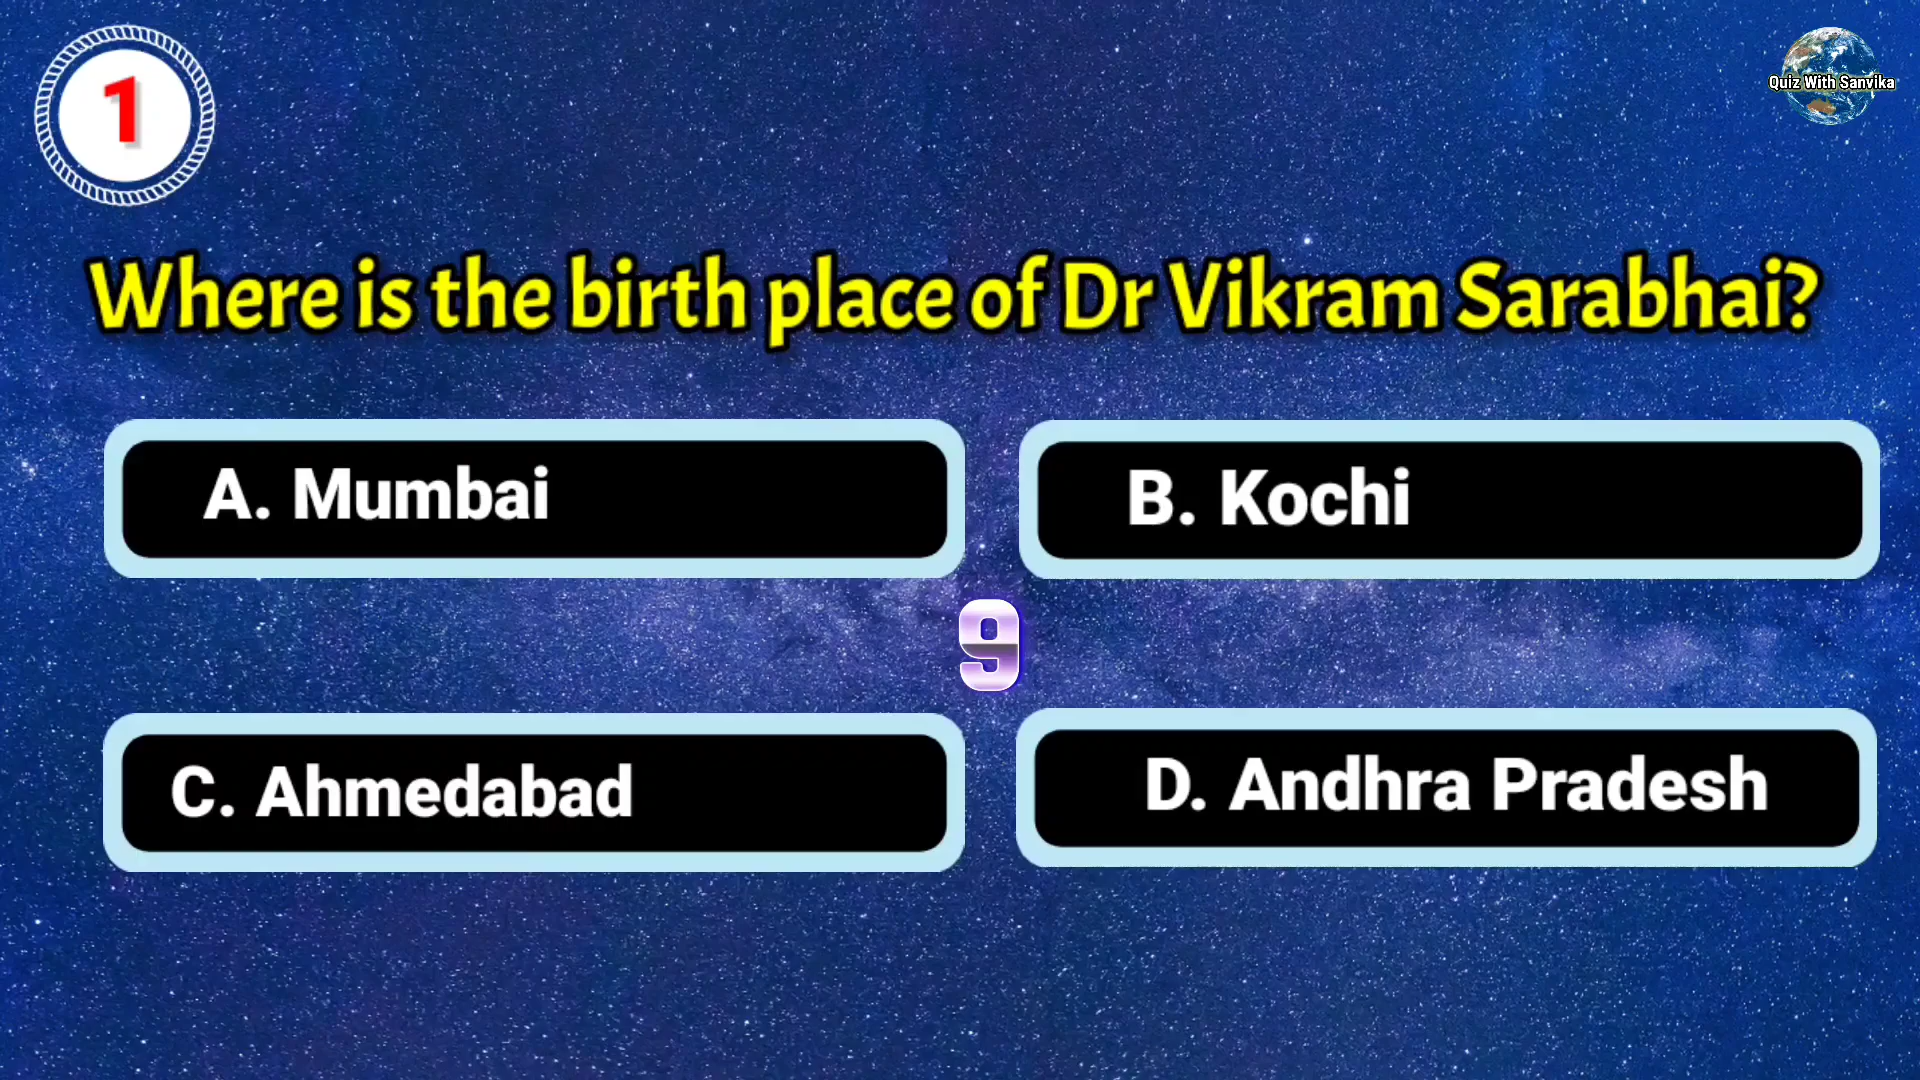 1
Quiz With Sanvika
Where is the birth place of Dr Vikram Sarabhai?
A. Mumbai
B. Kochi
9
C. Ahmedabad
D. Andhra Pradesh